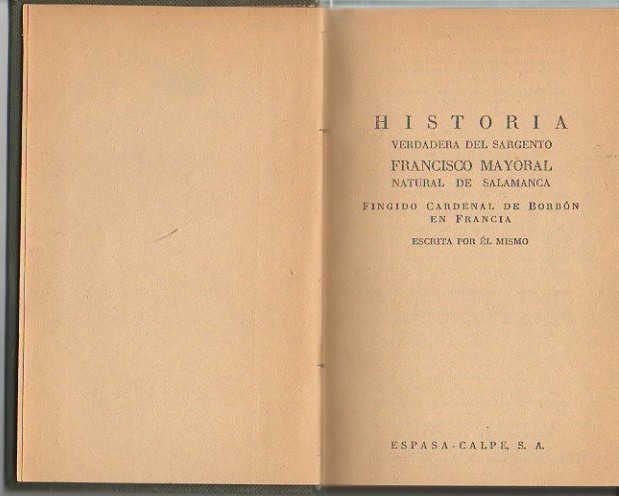 HISTORIA
VERDADERA DEL SARGENTO
FRANCISCO MAYORAL
NATURAL DE SALAMANCA
FINGIDO CARDENAL DE BORBÓN
EN FRANCIA
ESCRITA POR ÉL MISMO
ESPASA-CALPE, S. A.